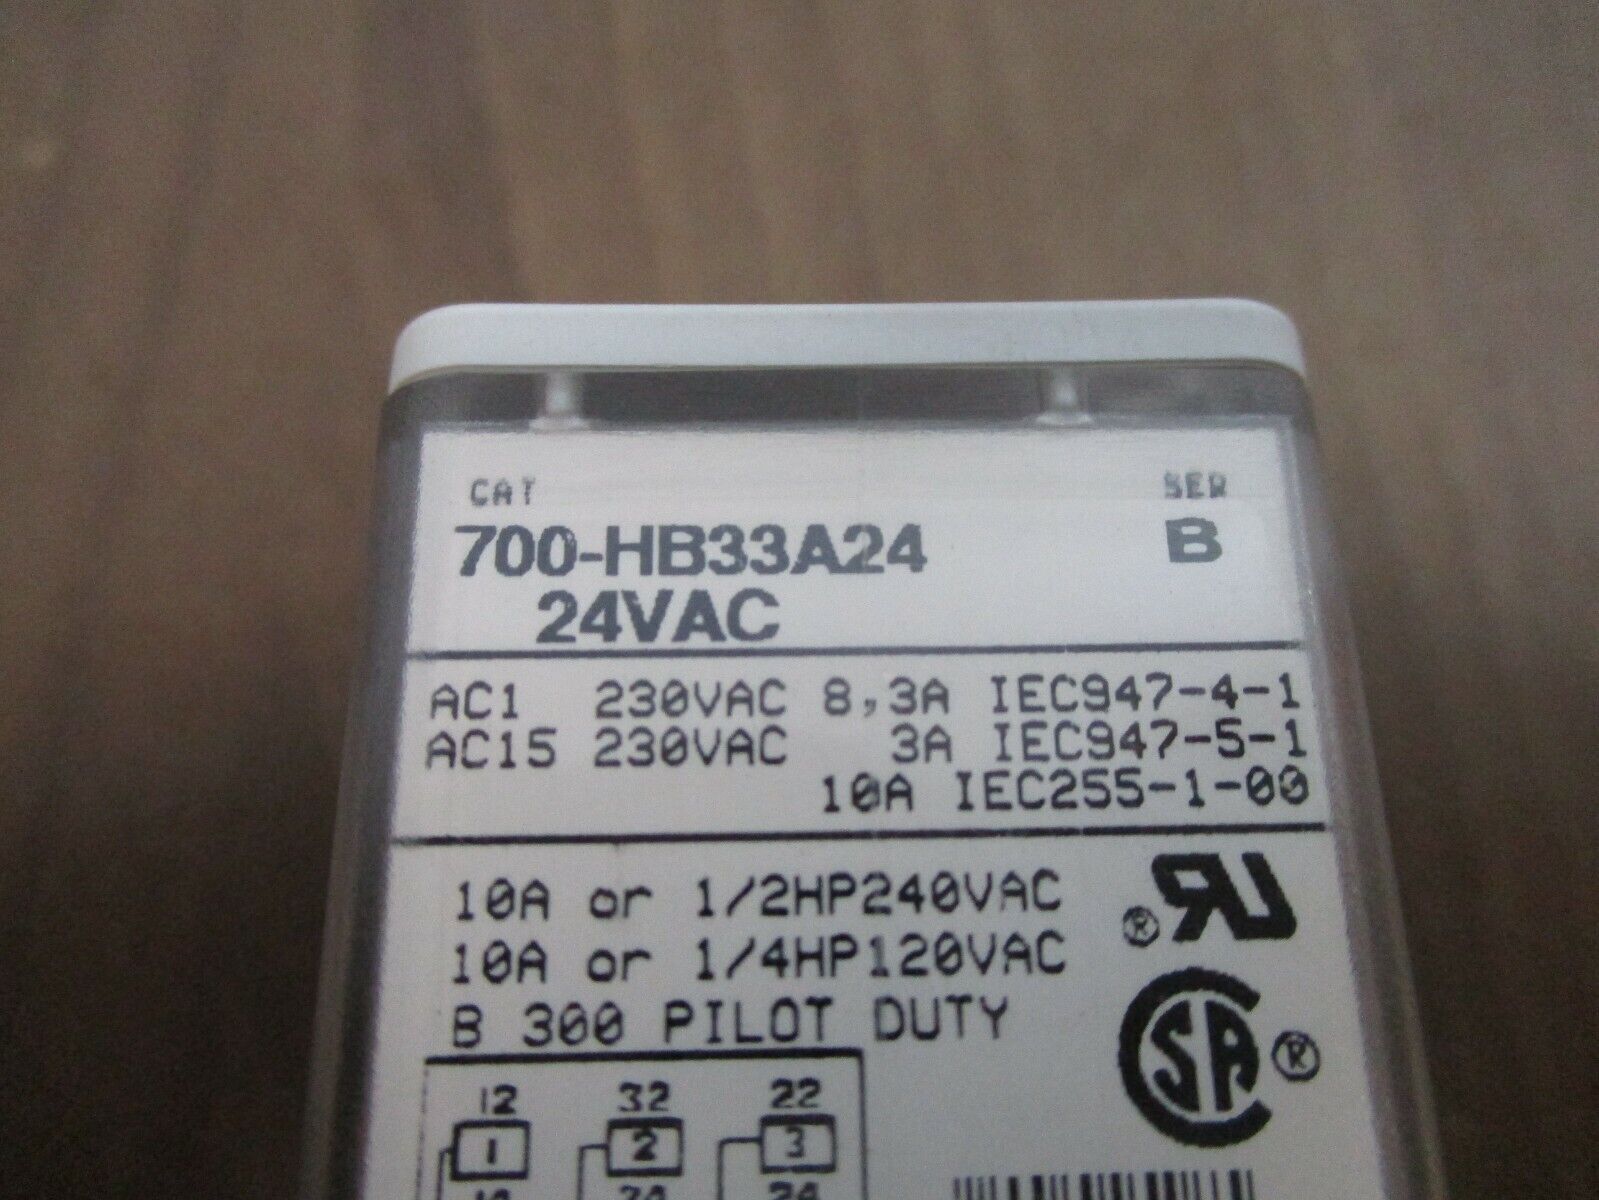 CAT SER
700-HB33A24 B
24VAC
AC1 230VAC 8,3A IEC947-4-1
AC15 230VAC 3A IEC947-5-1
10A IEC255-1-00
10A or 1/2HP240VAC
10A or 1/4HP120VAC
B 300 PILOT DUTY
12 32 22
1 2 3